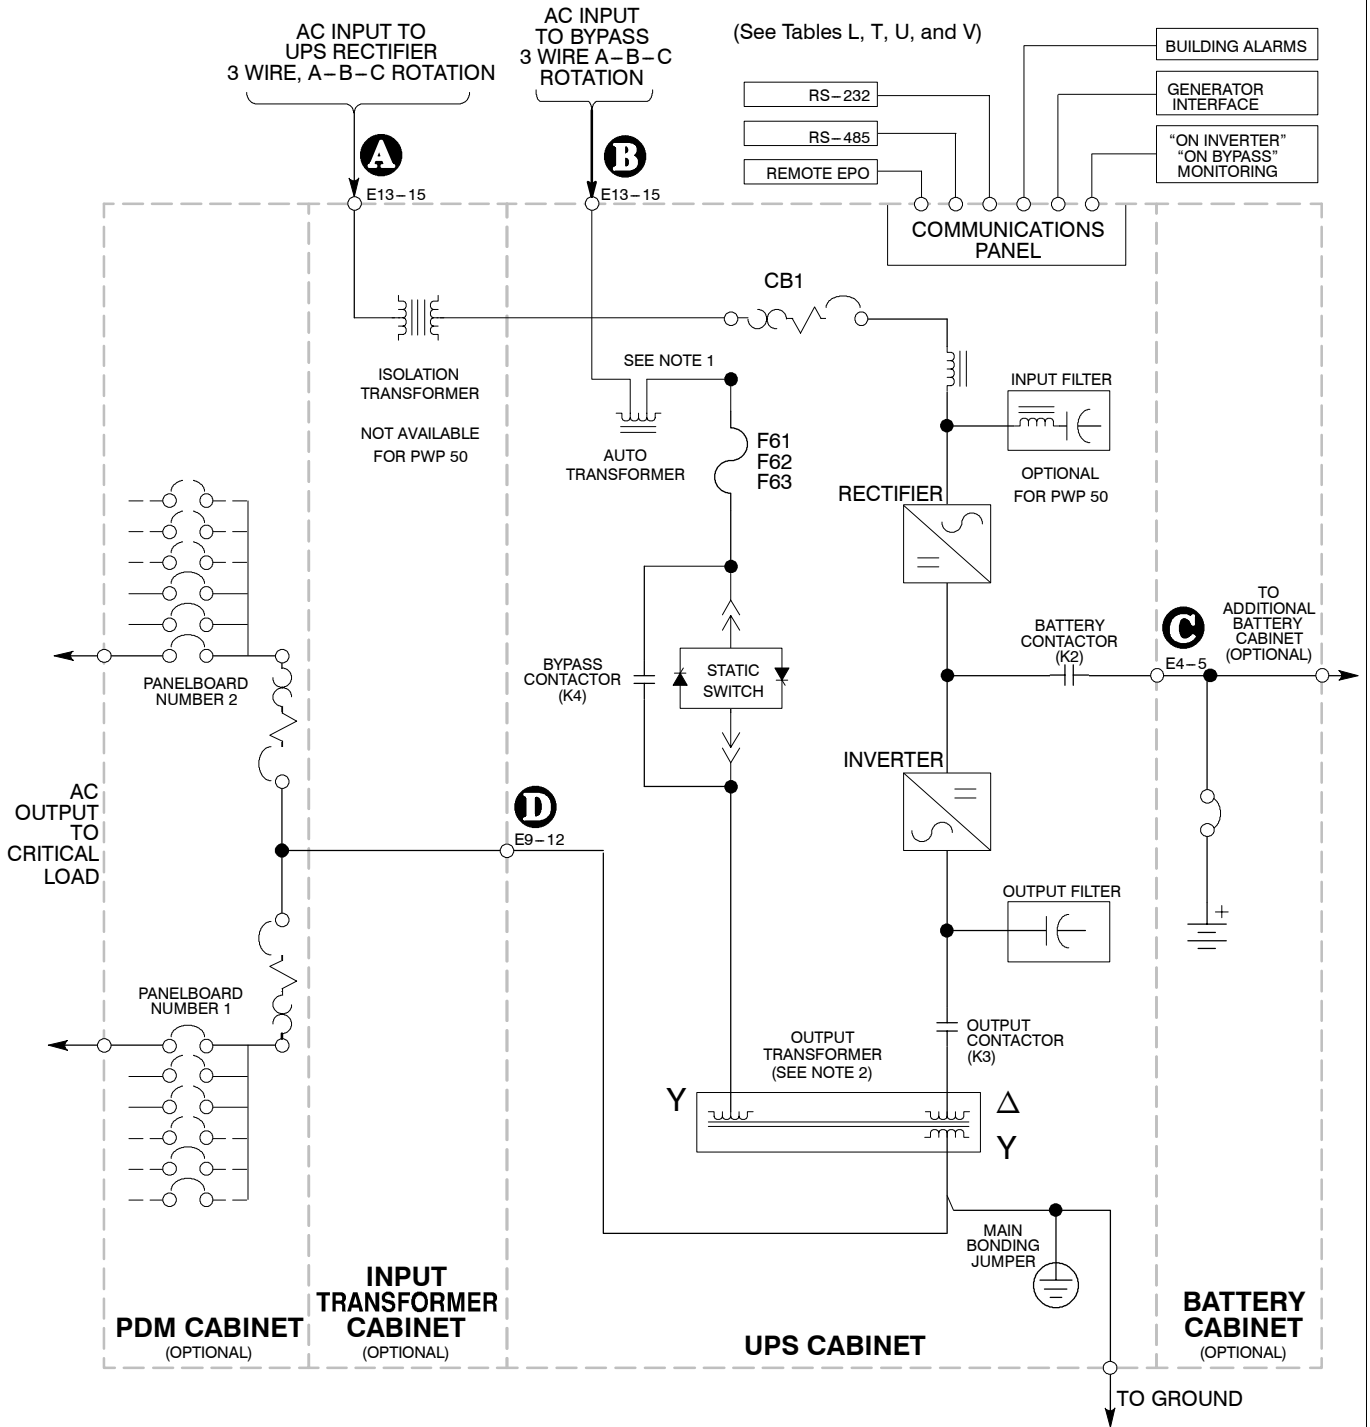 AC INPUT TO
UPS RECTIFIER
3 WIRE, A−B−C ROTATION
AC INPUT
TO BYPASS
3 WIRE A−B−C
ROTATION
(See Tables L, T, U, and V)
RS−232
RS−485
REMOTE EPO
BUILDING ALARMS
GENERATOR
INTERFACE
“ON INVERTER”
“ON BYPASS”
MONITORING
A
E13−15
B
E13−15
COMMUNICATIONS
PANEL
CB1
ISOLATION
TRANSFORMER
NOT AVAILABLE
FOR PWP 50
SEE NOTE 1
AUTO
TRANSFORMER
F61
F62
F63
INPUT FILTER
OPTIONAL
FOR PWP 50
RECTIFIER
BYPASS
CONTACTOR
(K4)
STATIC
SWITCH
BATTERY
CONTACTOR
(K2)
C
E4−5
TO
ADDITIONAL
BATTERY
CABINET
(OPTIONAL)
PANELBOARD
NUMBER 2
INVERTER
AC
OUTPUT
TO
CRITICAL
LOAD
D
E9−12
OUTPUT FILTER
+
PANELBOARD
NUMBER 1
OUTPUT
TRANSFORMER
(SEE NOTE 2)
OUTPUT
CONTACTOR
(K3)
Y
Δ
Y
MAIN
BONDING
JUMPER
PDM CABINET
(OPTIONAL)
INPUT
TRANSFORMER
CABINET
(OPTIONAL)
UPS CABINET
BATTERY
CABINET
(OPTIONAL)
TO GROUND